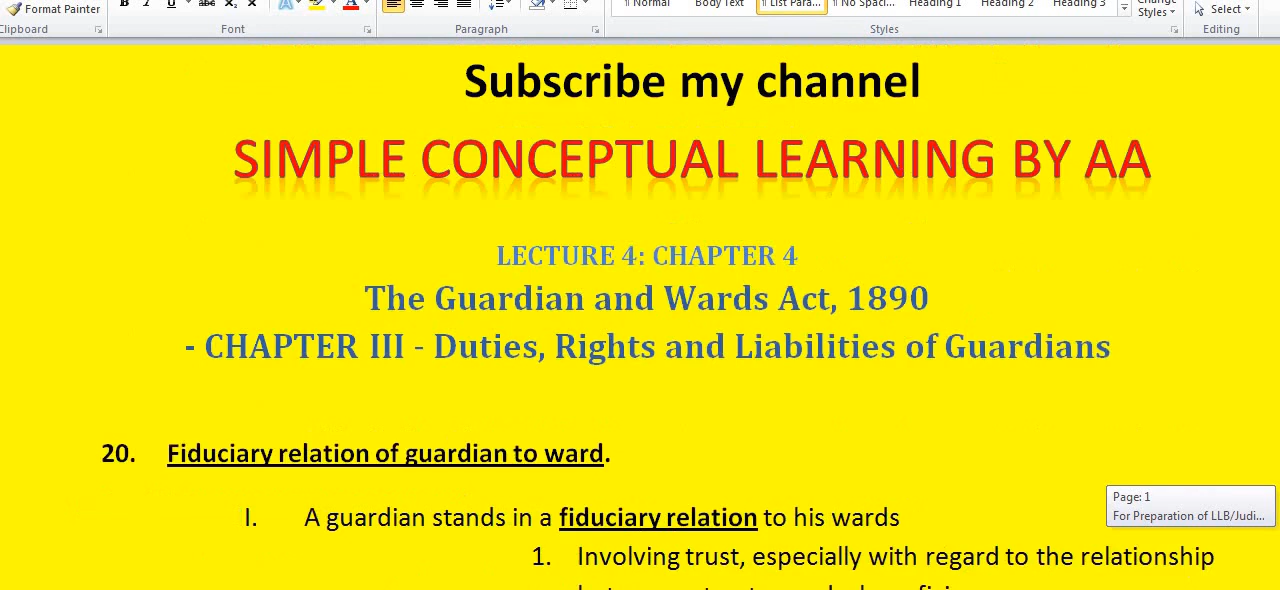 Format Painter
B I U abc X₂ X² A A
¶ Normal Body Text ¶ List Para... ¶ No Spaci... Heading 1 Heading 2 Heading 3 Change Styles
Select
Clipboard Font Paragraph Styles Editing
Subscribe my channel
SIMPLE CONCEPTUAL LEARNING BY AA
LECTURE 4: CHAPTER 4
The Guardian and Wards Act, 1890
- CHAPTER III - Duties, Rights and Liabilities of Guardians
20. Fiduciary relation of guardian to ward.
Page: 1
For Preparation of LLB/Judi...
I. A guardian stands in a fiduciary relation to his wards
1. Involving trust, especially with regard to the relationship